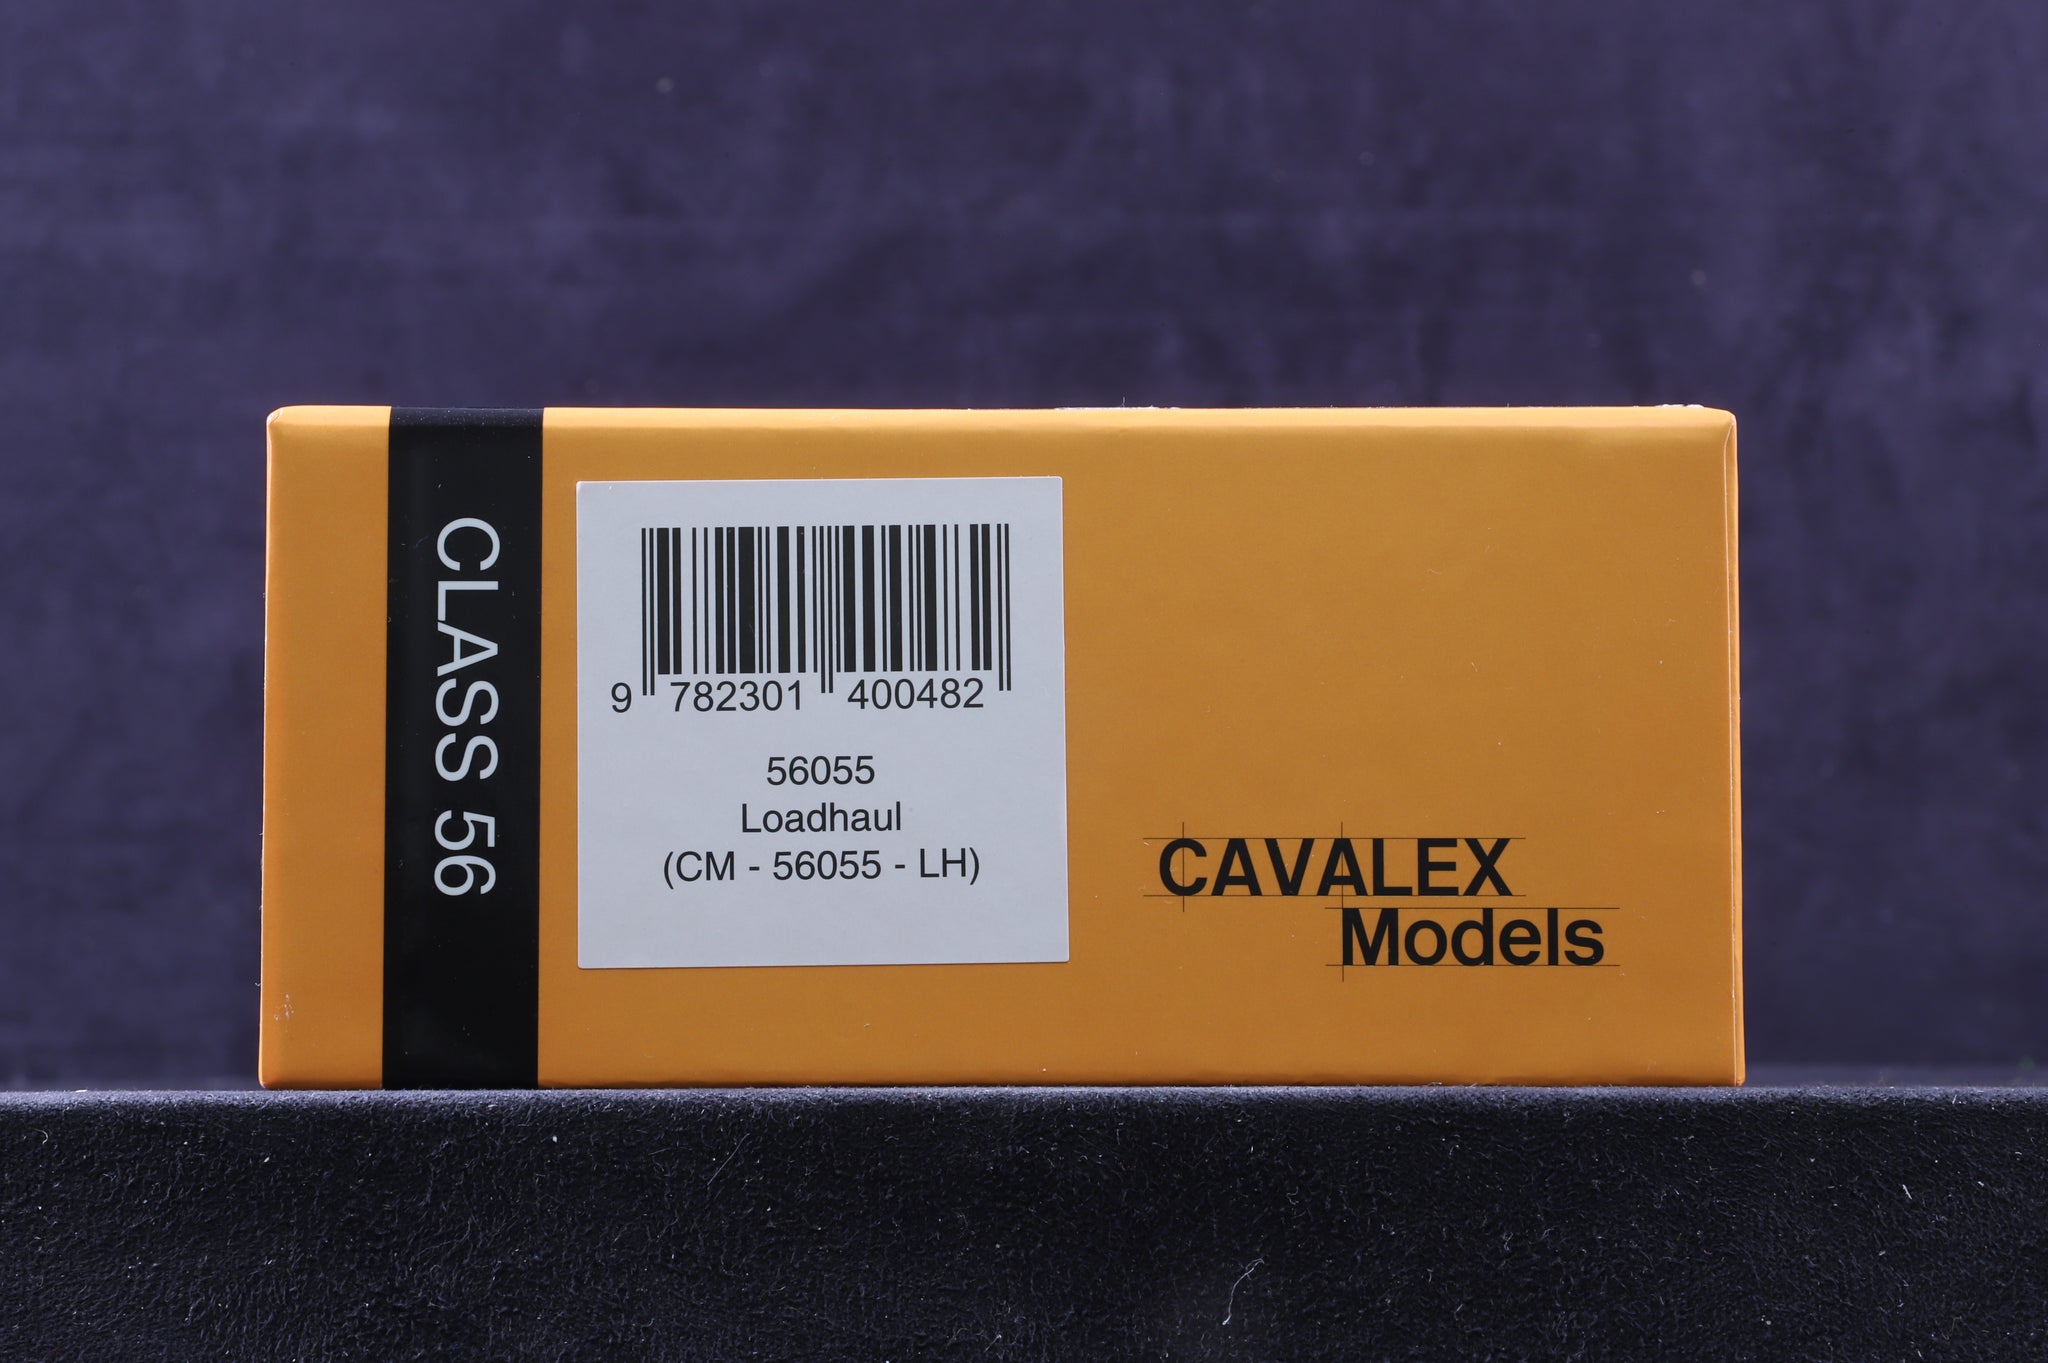 CLASS 56
9 782301 400482
56055
Loadhaul
(CM - 56055 - LH)
CAVALEX
Models